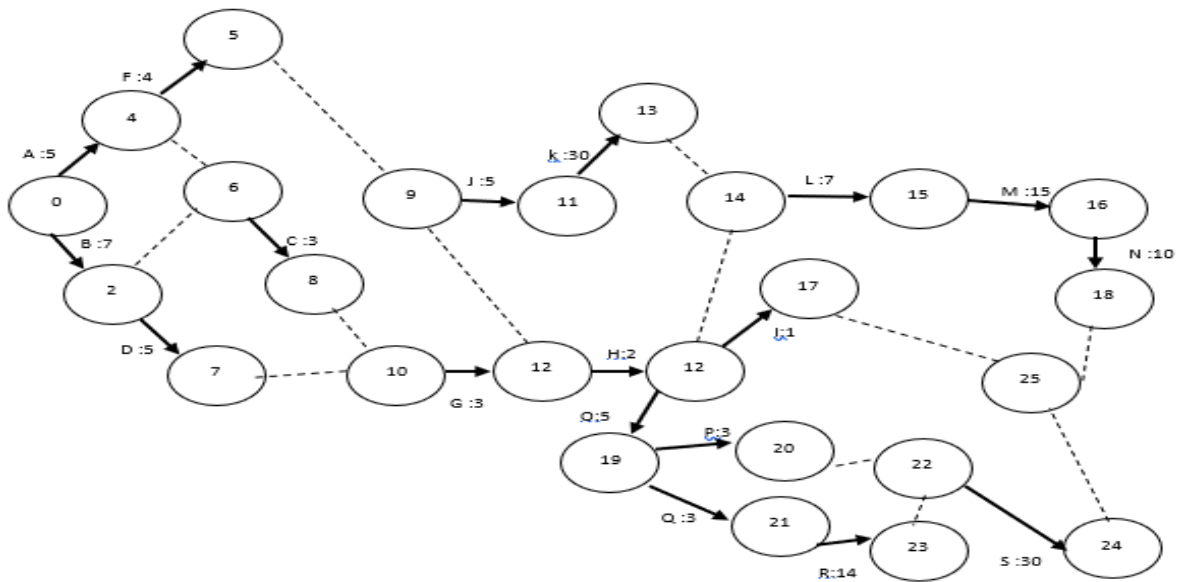 5
F :4
4
13
A :5
k :30
6
J :5
9
11
14
L :7
15
M :15
16
0
B :7
C :3
N :10
2
8
17
18
D :5
I:1
7
10
12
H:2
12
25
G :3
O:5
P:3
19
20
22
Q :3
21
23
24
S :30
R:14